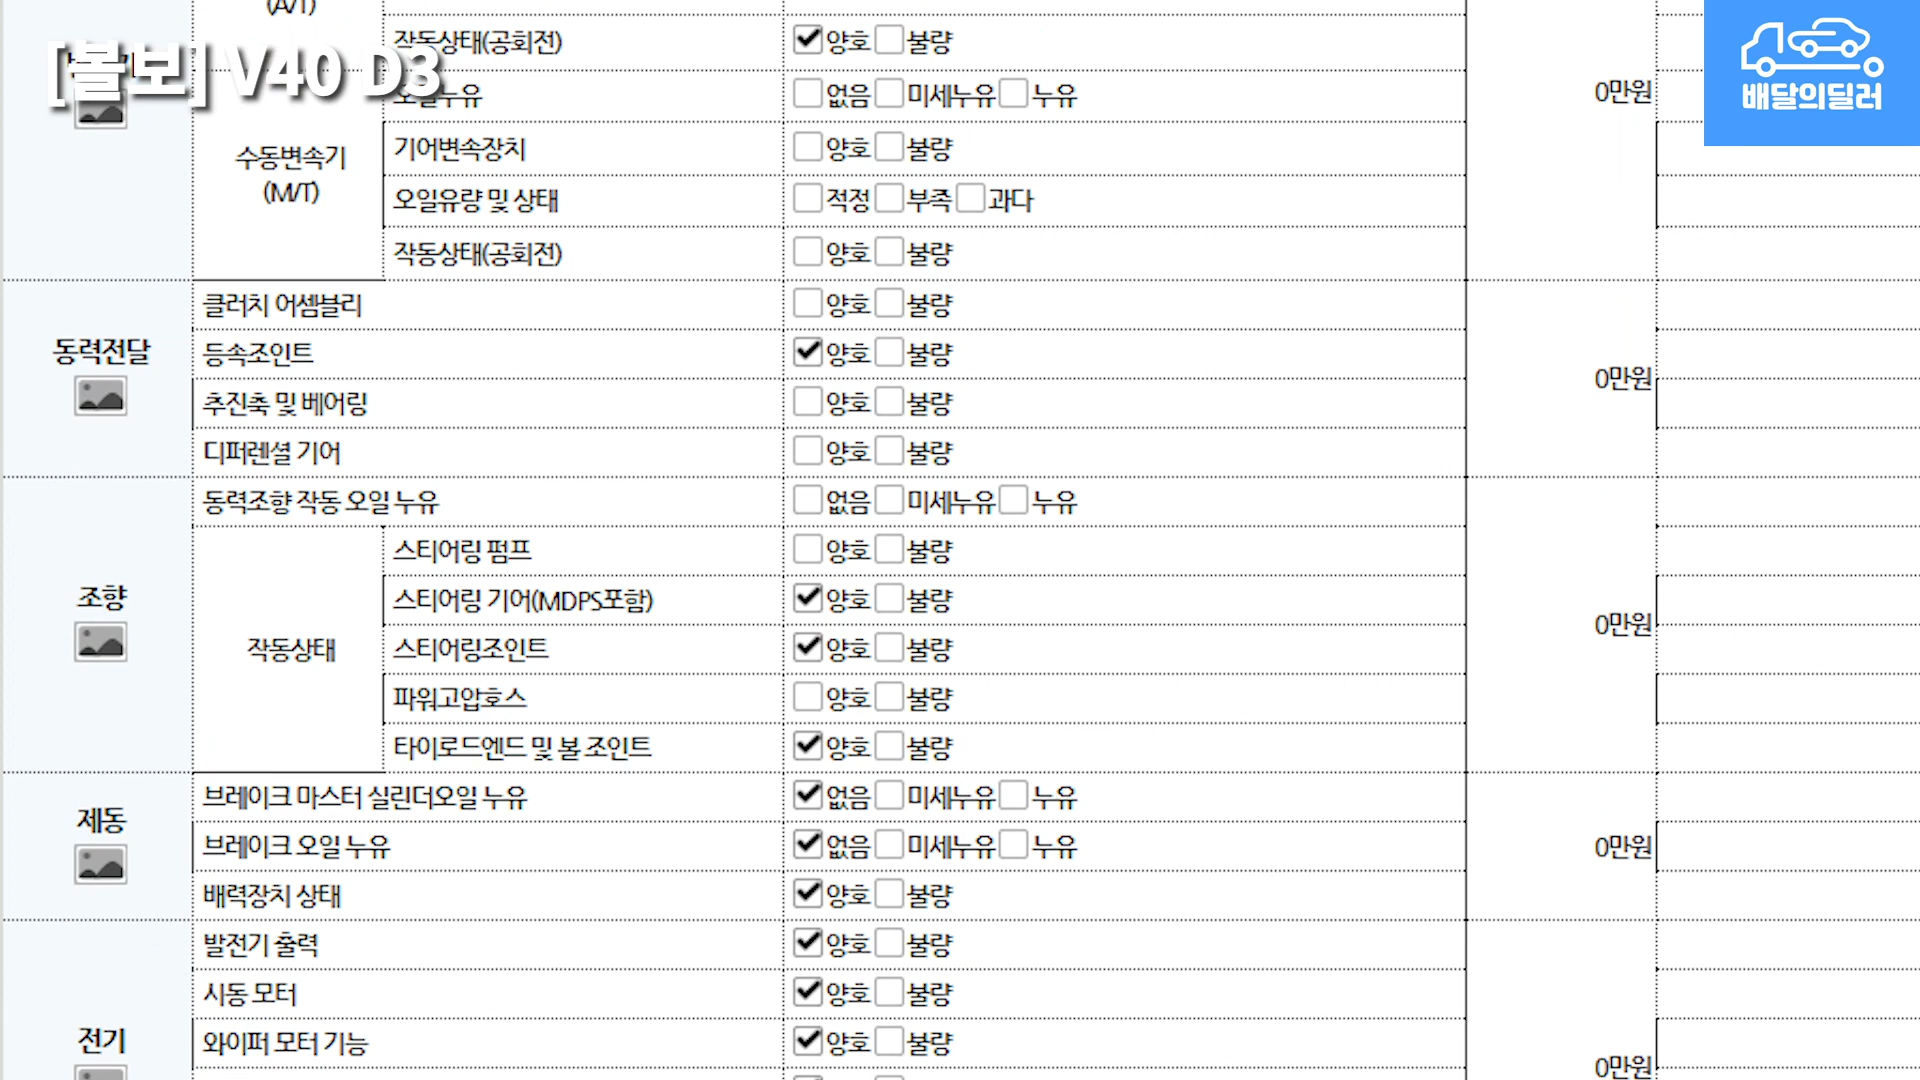 (A/T)
작동상태(공회전) 양호 불량
[볼보] V40 D3
오일누유 없음 미세누유 누유 0만원
배달의딜러
수동변속기
(M/T)
기어변속장치 양호 불량
오일유량 및 상태 적정 부족 과다
작동상태(공회전) 양호 불량
동력전달
클러치 어셈블리 양호 불량
등속조인트 양호 불량 0만원
추진축 및 베어링 양호 불량
디퍼렌셜 기어 양호 불량
조향
동력조향 작동 오일 누유 없음 미세누유 누유
작동상태
스티어링 펌프 양호 불량
스티어링 기어(MDPS포함) 양호 불량 0만원
스티어링조인트 양호 불량
파워고압호스 양호 불량
타이로드엔드 및 볼 조인트 양호 불량
제동
브레이크 마스터 실린더오일 누유 없음 미세누유 누유
브레이크 오일 누유 없음 미세누유 누유 0만원
배력장치 상태 양호 불량
전기
발전기 출력 양호 불량
시동 모터 양호 불량
와이퍼 모터 기능 양호 불량
0만원